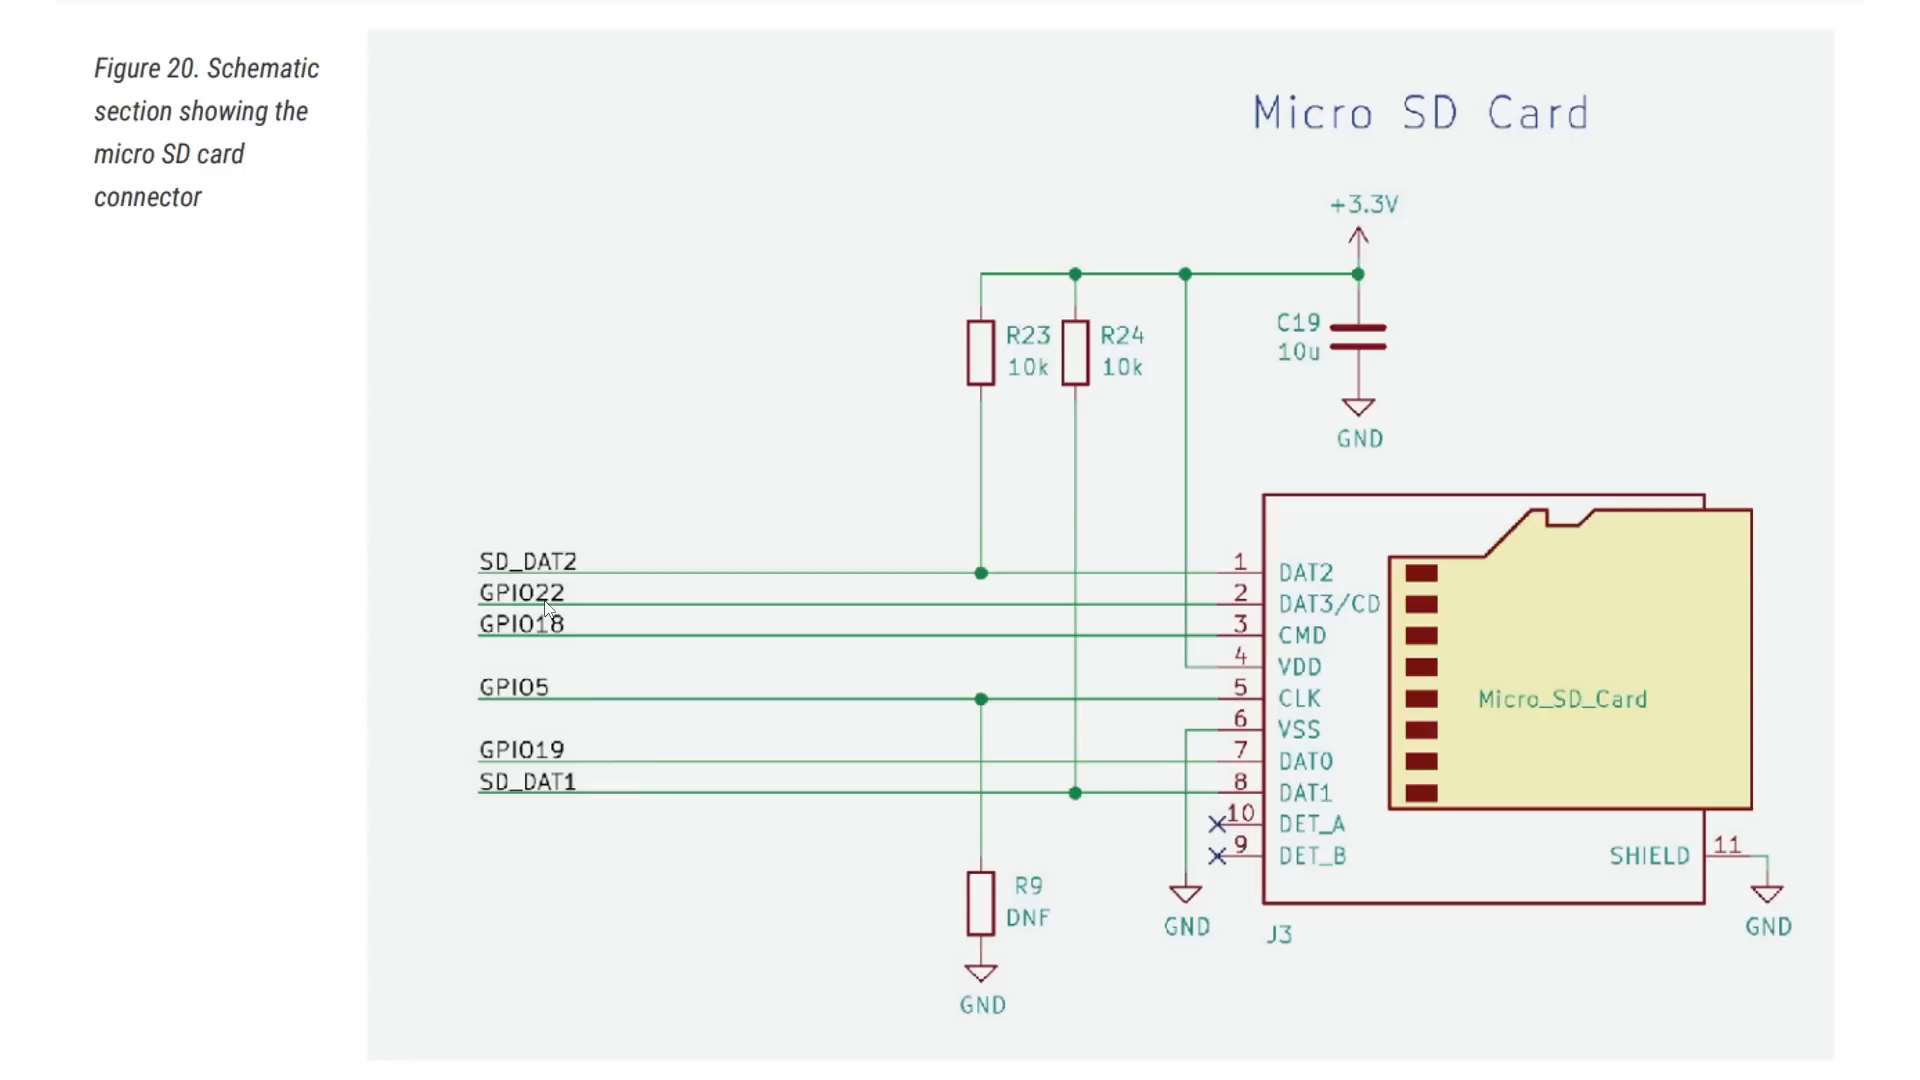 Figure 20. Schematic
section showing the
micro SD card
connector
Micro SD Card
+3.3V
R23
10k
R24
10k
C19
10u
GND
SD_DAT2
GPIO22
GPIO18
GPIO5
GPIO19
SD_DAT1
1 DAT2
2 DAT3/CD
3 CMD
4 VDD
5 CLK
6 VSS
7 DAT0
8 DAT1
10 DET_A
9 DET_B
Micro_SD_Card
SHIELD 11
R9
DNF
GND
GND
J3
GND